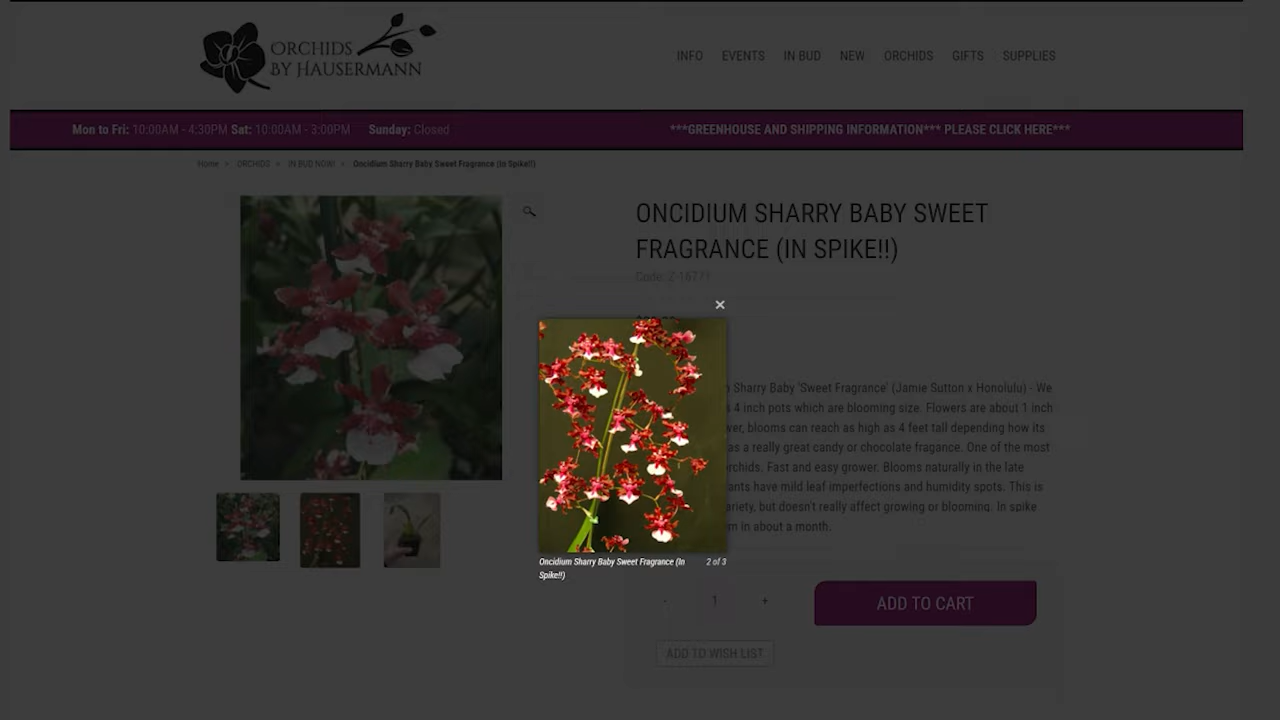 ORCHIDS
BY HAUSERMANN
INFO EVENTS IN BUD NEW ORCHIDS GIFTS SUPPLIES
Mon to Fri: 10:00AM - 4:30PM Sat: 10:00AM - 3:00PM Sunday: Closed
***GREENHOUSE AND SHIPPING INFORMATION*** PLEASE CLICK HERE***
Home > ORCHIDS > IN BUD NOW! > Oncidium Sharry Baby Sweet Fragrance (In Spike!!)
ONCIDIUM SHARRY BABY SWEET
FRAGRANCE (IN SPIKE!!)
Code: Z-16771
×
Sharry Baby 'Sweet Fragrance' (Jamie Sutton x Honolulu) - We
4 inch pots which are blooming size. Flowers are about 1 inch
blooms can reach as high as 4 feet tall depending how its
as a really great candy or chocolate fragance. One of the most
Fast and easy grower. Blooms naturally in the late
have mild leaf imperfections and humidity spots. This is
but doesn't really affect growing or blooming. In spike
in about a month.
Oncidium Sharry Baby Sweet Fragrance (In
Spike!!)
2 of 3
- 1 +
ADD TO CART
ADD TO WISH LIST